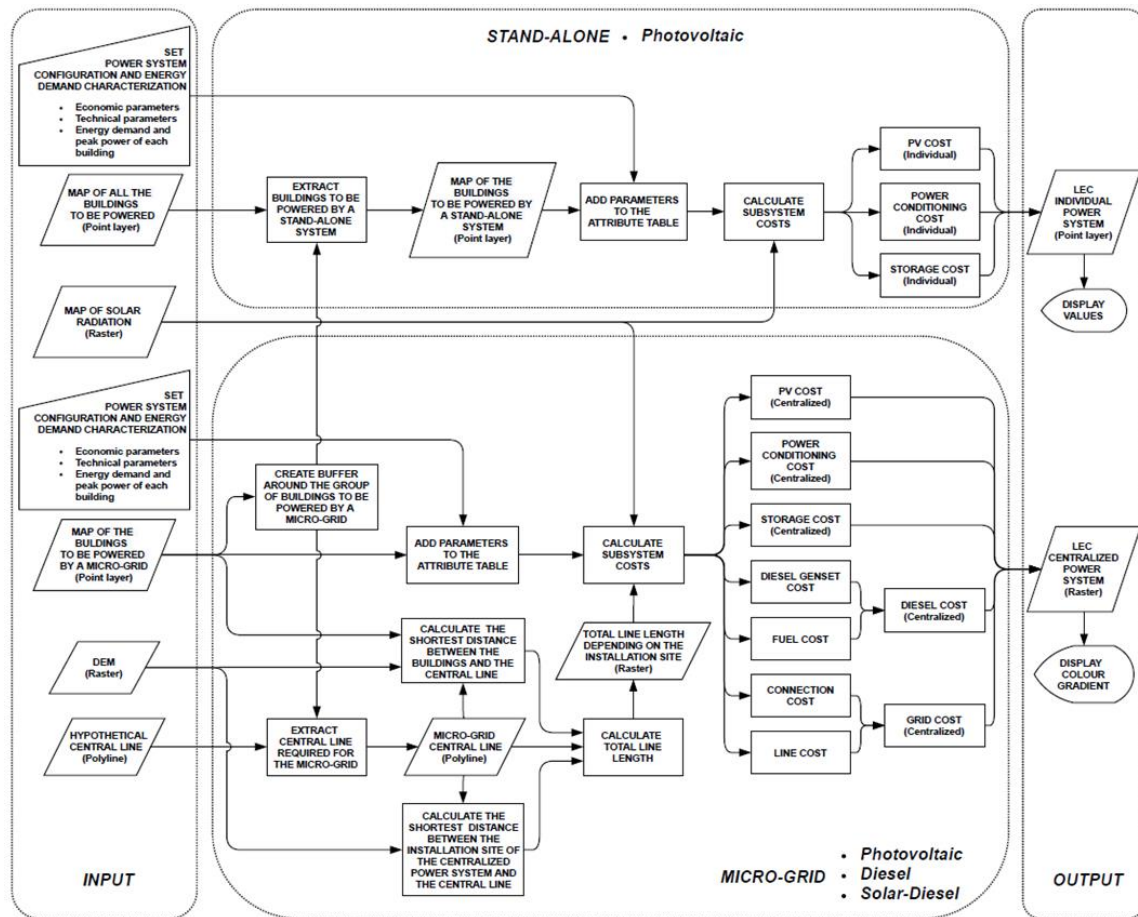 STAND-ALONE • Photovoltaic
SET
POWER SYSTEM
CONFIGURATION AND ENERGY
DEMAND CHARACTERIZATION
• Economic parameters
• Technical parameters
• Energy demand and
peak power of each
building
MAP OF ALL THE
BUILDINGS
TO BE POWERED
(Point layer)
EXTRACT
BUILDINGS TO BE
POWERED BY A
STAND-ALONE
SYSTEM
MAP OF THE
BUILDINGS
TO BE POWERED BY
A STAND-ALONE
SYSTEM
(Point layer)
ADD PARAMETERS
TO THE
ATTRIBUTE TABLE
CALCULATE
SUBSYSTEM
COSTS
PV COST
(Individual)
POWER
CONDITIONING
COST
(Individual)
STORAGE COST
(Individual)
LEC
INDIVIDUAL
POWER
SYSTEM
(Point layer)
DISPLAY
VALUES
MAP OF SOLAR
RADIATION
(Raster)
SET
POWER SYSTEM
CONFIGURATION AND ENERGY
DEMAND CHARACTERIZATION
• Economic parameters
• Technical parameters
• Energy demand and
peak power of each
building
MAP OF THE
BULDINGS
TO BE POWERED
BY A MICRO-GRID
(Point layer)
CREATE BUFFER
AROUND THE GROUP
OF BUILDINGS TO BE
POWERED BY A
MICRO-GRID
ADD PARAMETERS
TO THE
ATTRIBUTE TABLE
CALCULATE
SUBSYSTEM
COSTS
PV COST
(Centralized)
POWER
CONDITIONING
COST
(Centralized)
STORAGE COST
(Centralized)
DIESEL GENSET
COST
FUEL COST
DIESEL COST
(Centralized)
CONNECTION
COST
LINE COST
GRID COST
(Centralized)
LEC
CENTRALIZED
POWER
SYSTEM
(Raster)
DISPLAY
COLOUR
GRADIENT
DEM
(Raster)
CALCULATE THE
SHORTEST DISTANCE
BETWEEN THE
BUILDINGS AND THE
CENTRAL LINE
TOTAL LINE LENGTH
DEPENDING ON THE
INSTALLATION SITE
(Raster)
HYPOTHETICAL
CENTRAL LINE
(Polyline)
EXTRACT
CENTRAL LINE
REQUIRED FOR
THE MICRO-GRID
MICRO-GRID
CENTRAL LINE
(Polyline)
CALCULATE
TOTAL LINE
LENGTH
CALCULATE THE
SHORTEST DISTANCE
BETWEEN THE
INSTALLATION SITE OF
THE CENTRALIZED
POWER SYSTEM AND
THE CENTRAL LINE
INPUT
MICRO-GRID
• Photovoltaic
• Diesel
• Solar-Diesel
OUTPUT